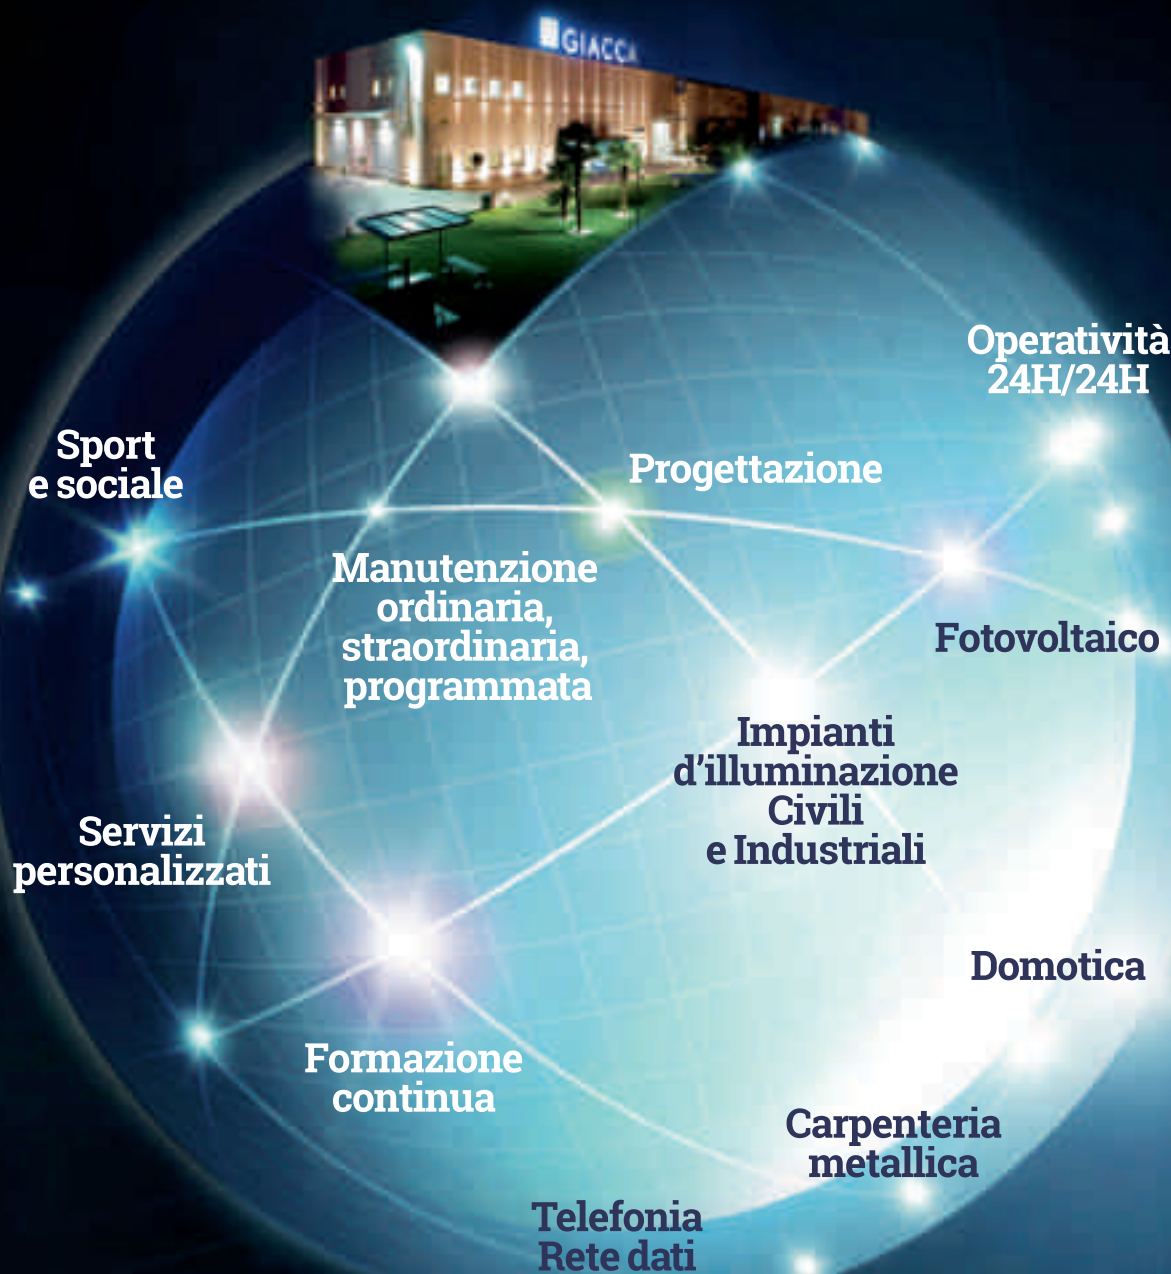 GIACCA
Operatività
24H/24H
Sport
e sociale
Progettazione
Manutenzione
ordinaria,
straordinaria,
programmata
Fotovoltaico
Impianti
d’illuminazione
Civili
e Industriali
Servizi
personalizzati
Domotica
Formazione
continua
Carpenteria
metallica
Telefonia
Rete dati